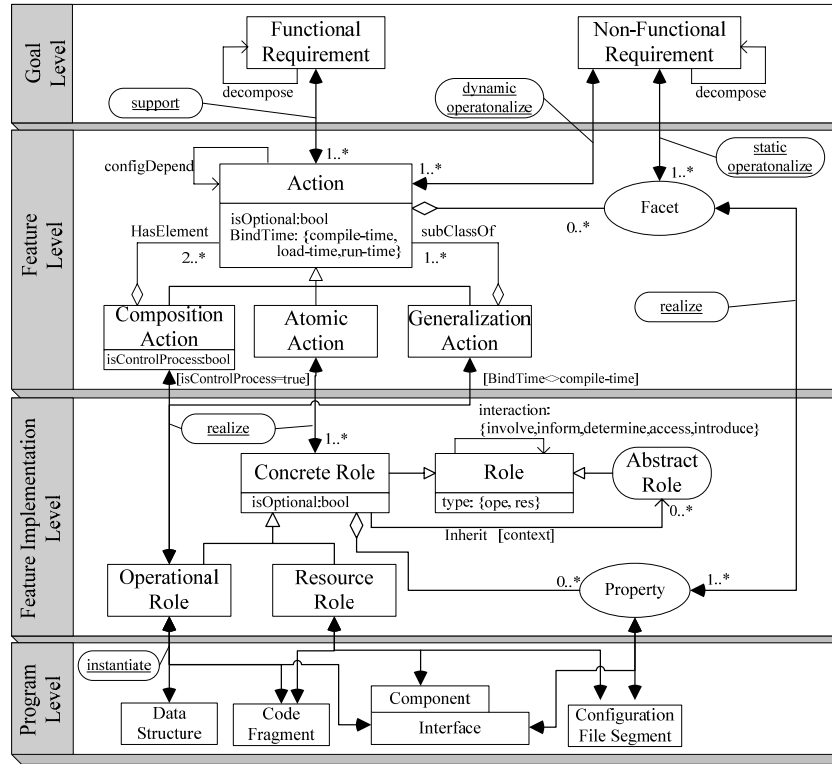 Goal
Level
Functional
Requirement
Non-Functional
Requirement
decompose
decompose
support
dynamic
operatonalize
static
operatonalize
Feature
Level
configDepend
1..*
1..*
1..*
Action
isOptional:bool
BindTime: {compile-time,
load-time,run-time}
Facet
0..*
HasElement
2..*
subClassOf
1..*
Composition
Action
isControlProcess:bool
Atomic
Action
Generalization
Action
realize
[isControlProcess=true]
[BindTime<>compile-time]
Feature Implementation
Level
realize
1..*
interaction:
{involve,inform,determine,access,introduce}
Concrete Role
isOptional:bool
Role
type: {ope, res}
Abstract
Role
0..*
Inherit [context]
Operational
Role
Resource
Role
0..*
Property
1..*
Program
Level
instantiate
Data
Structure
Code
Fragment
Component
Interface
Configuration
File Segment